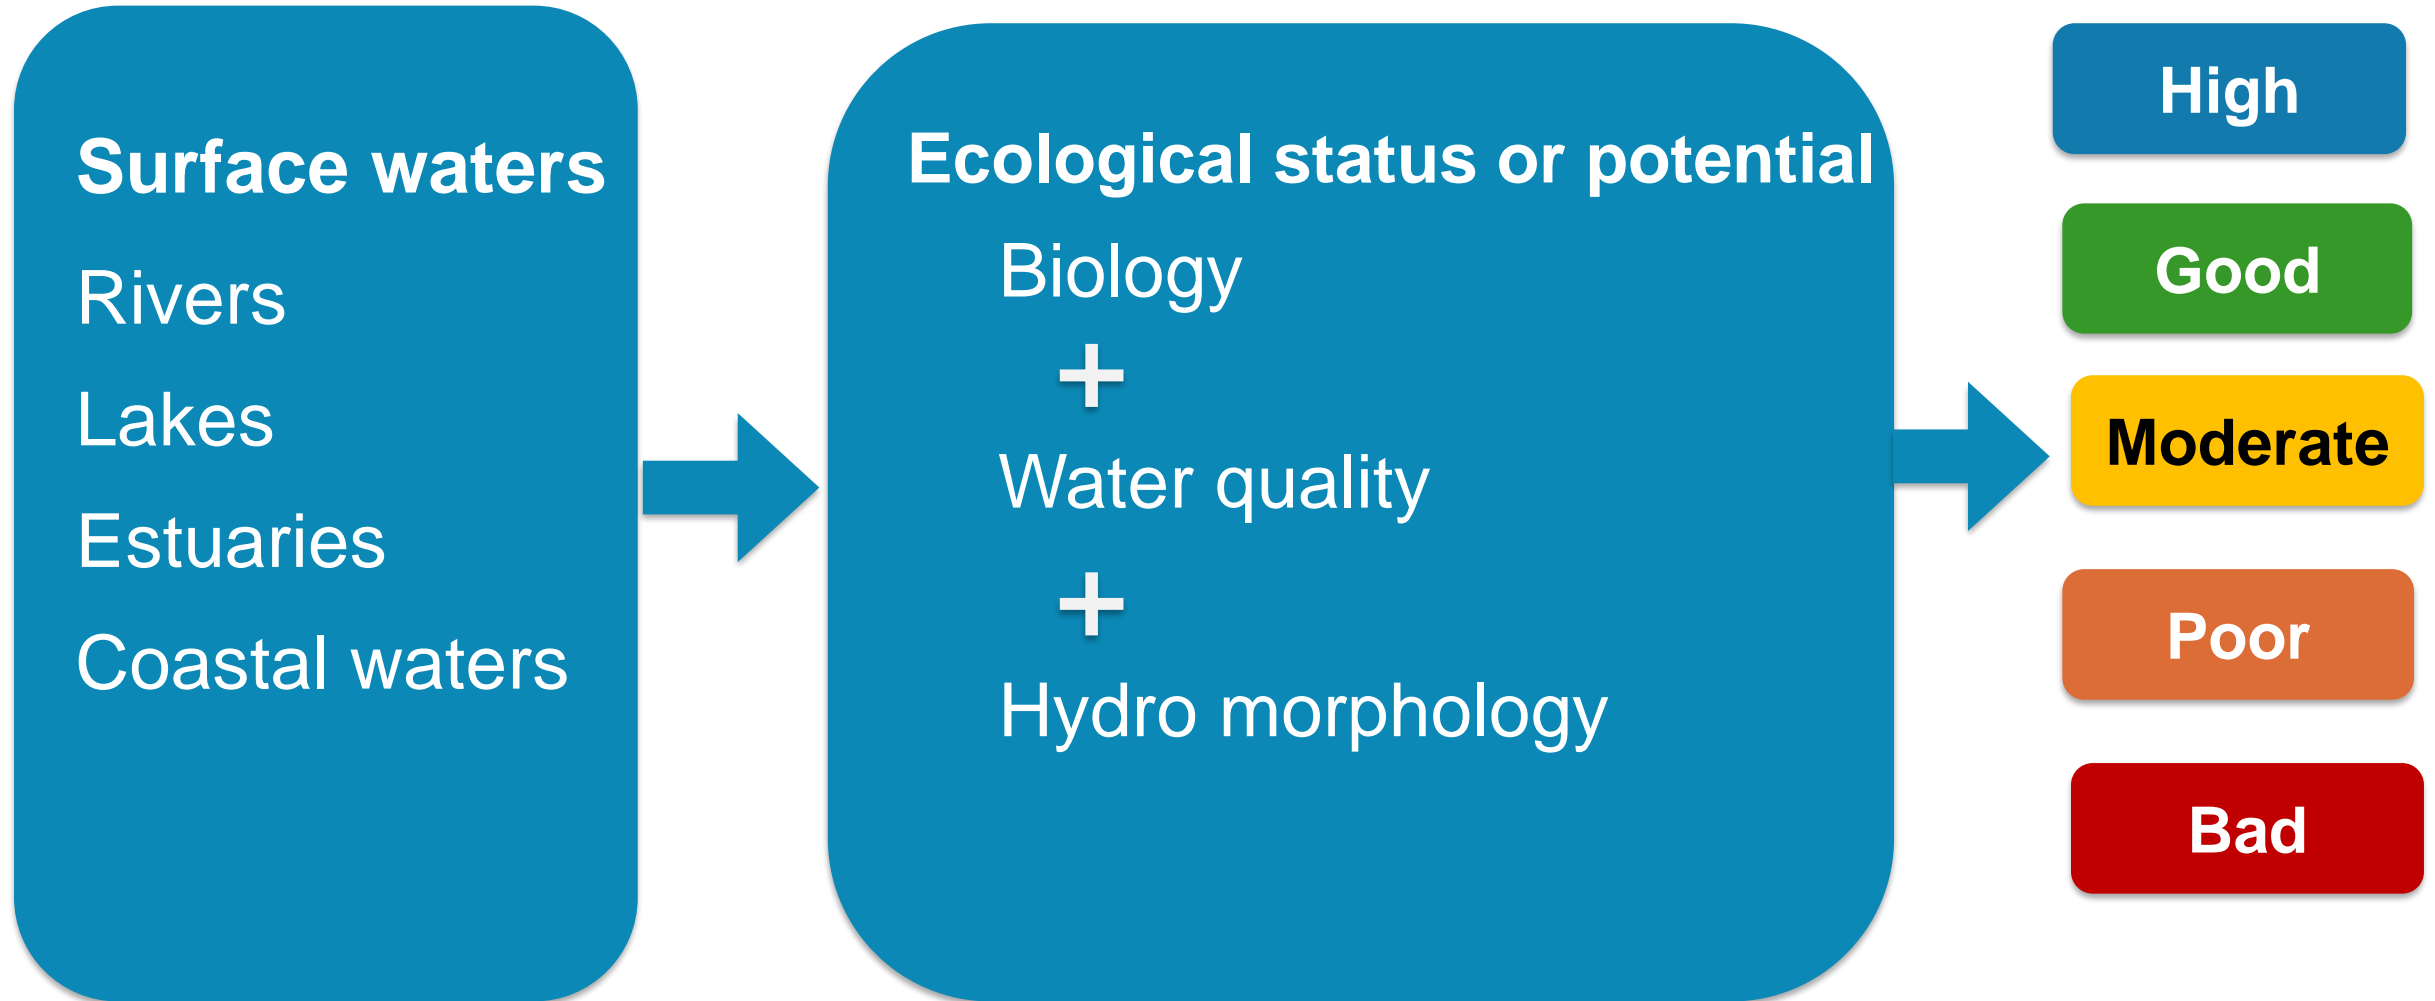 Surface waters
Rivers
Lakes
Estuaries
Coastal waters
Ecological status or potential
Biology
+
Water quality
+
Hydro morphology
High
Good
Moderate
Poor
Bad